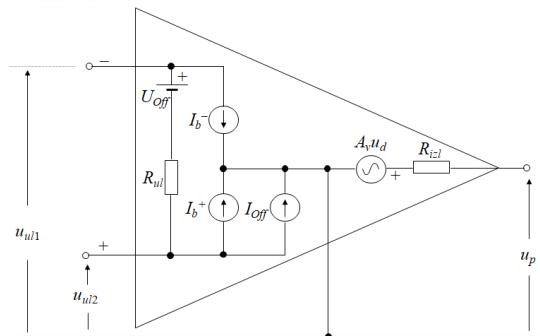 −
+
U_Off
I_b^−
A_v u_d
R_izl
+
R_ul
I_b^+
I_Off
u_ul1
+
u_ul2
u_p